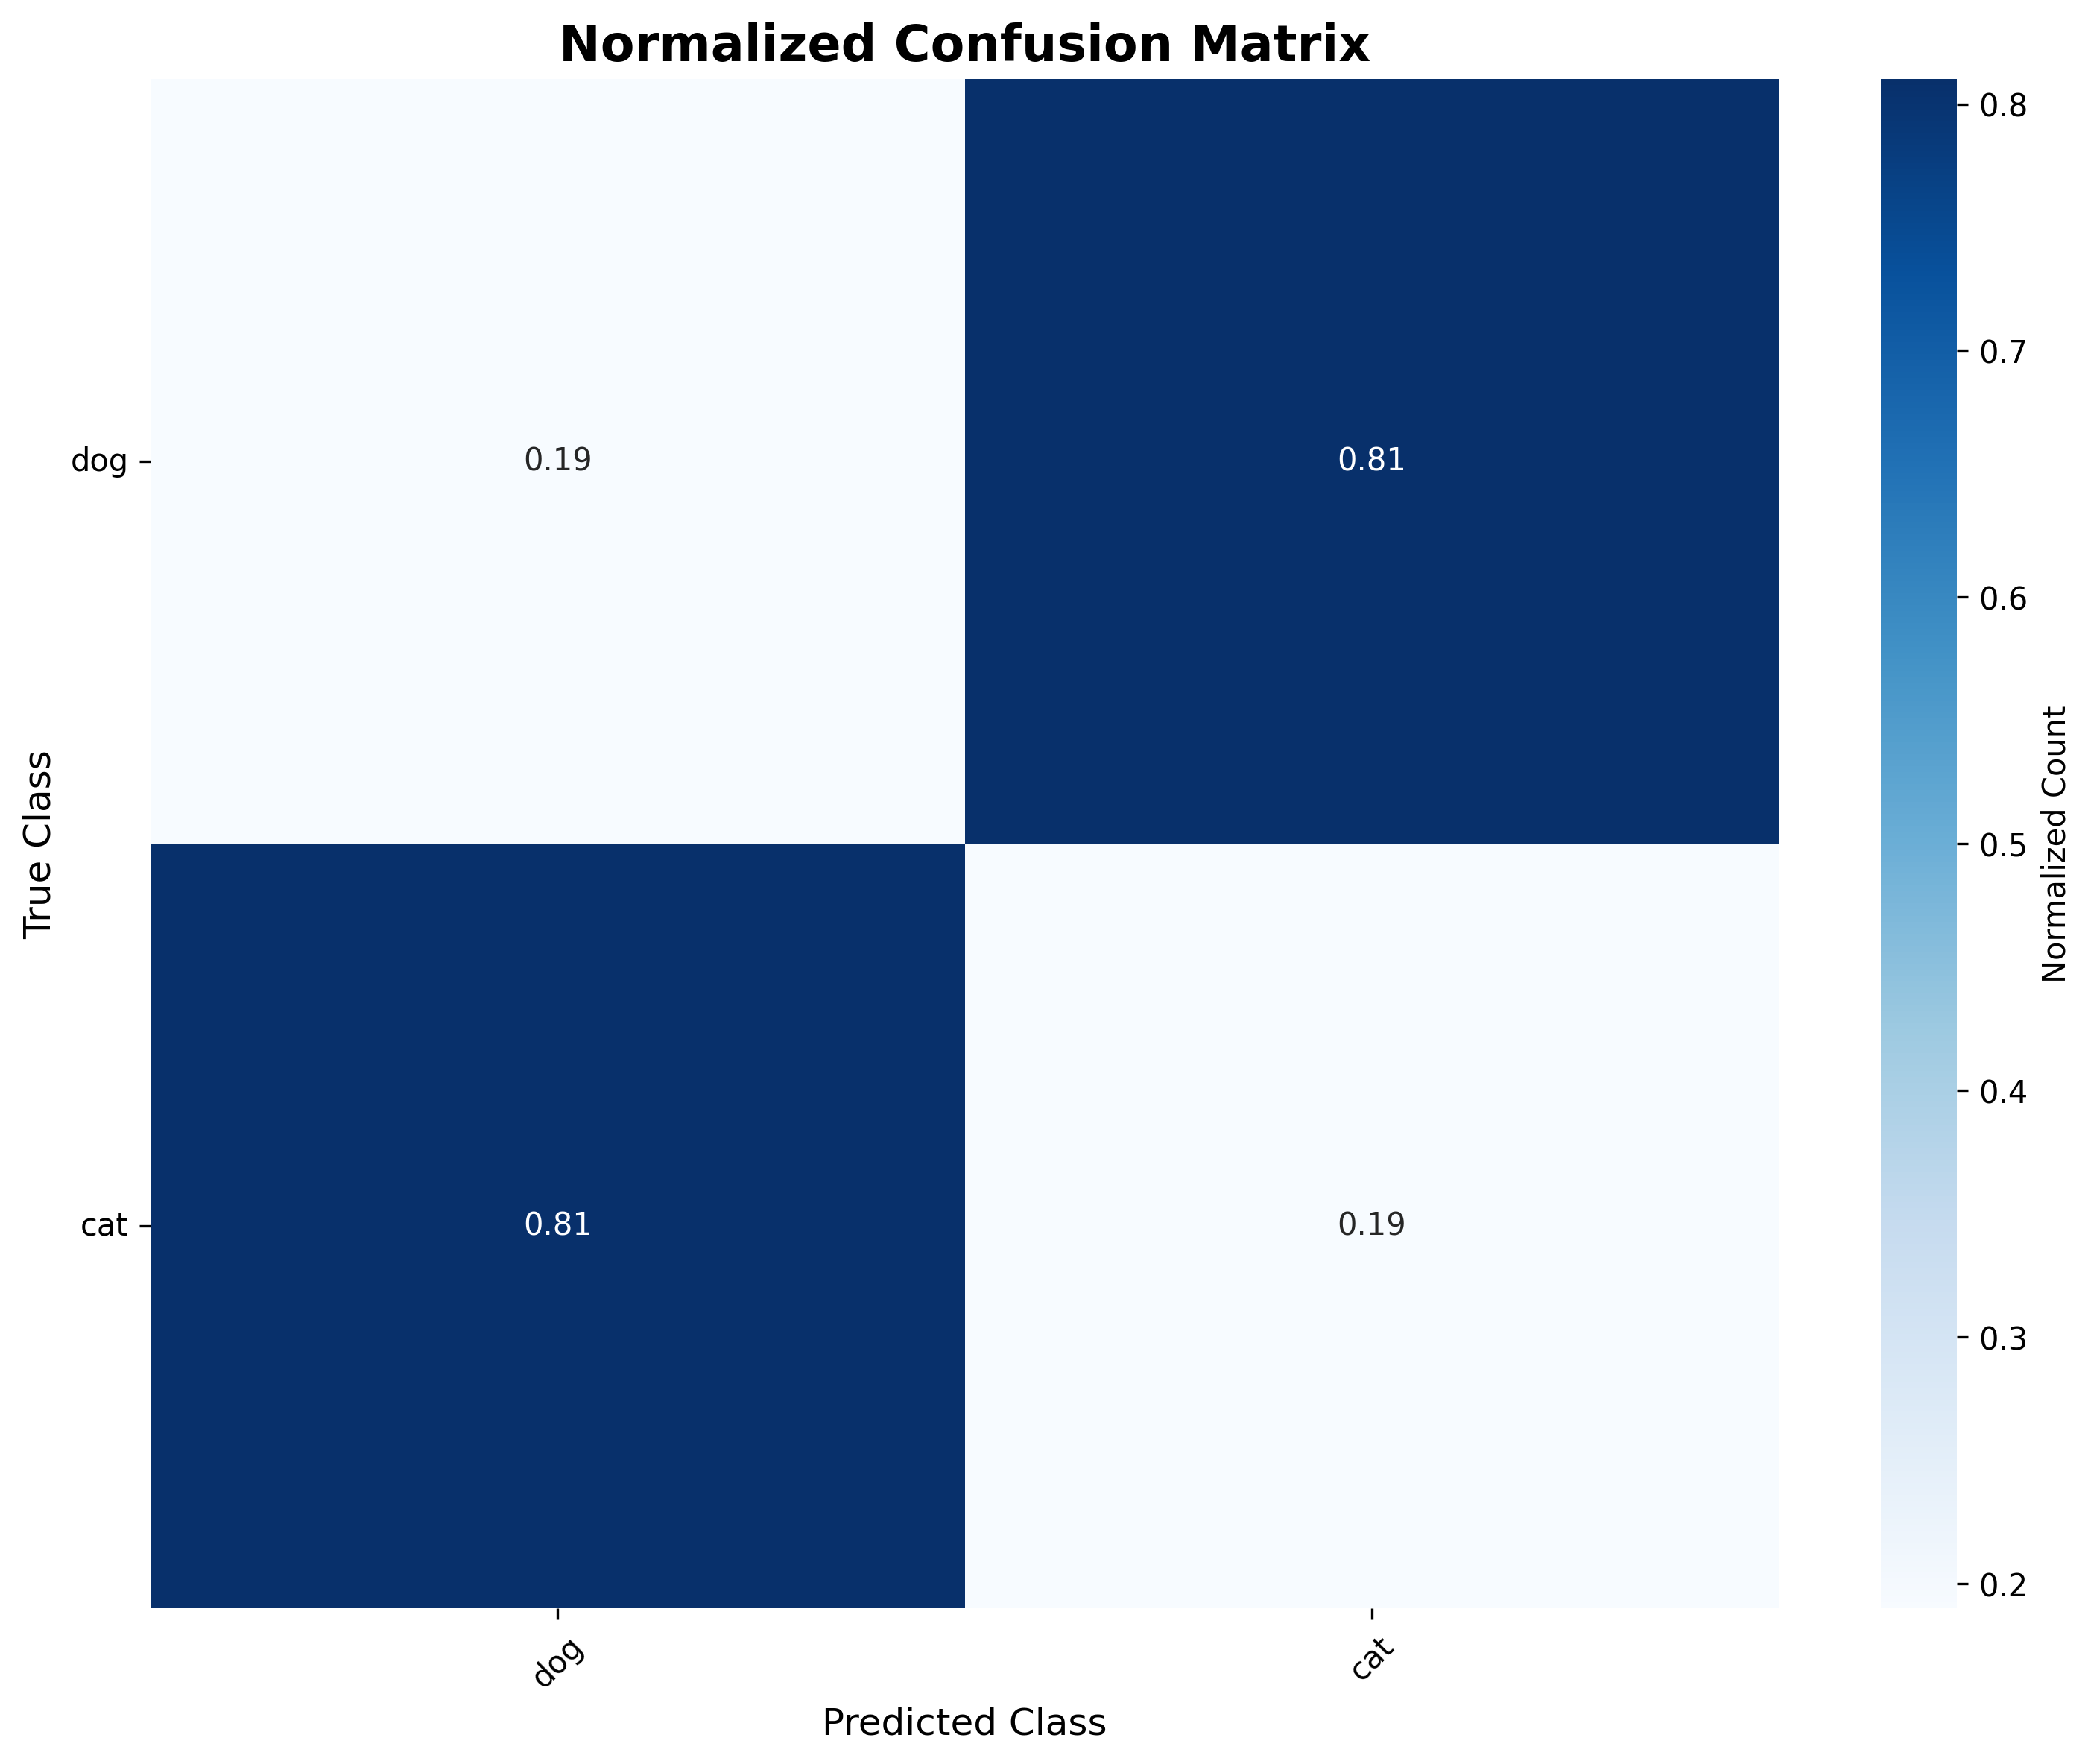 Normalized Confusion Matrix
True Class
dog
0.19
0.81
cat
0.81
0.19
dog
cat
Predicted Class
0.8
0.7
0.6
0.5
0.4
0.3
0.2
Normalized Count